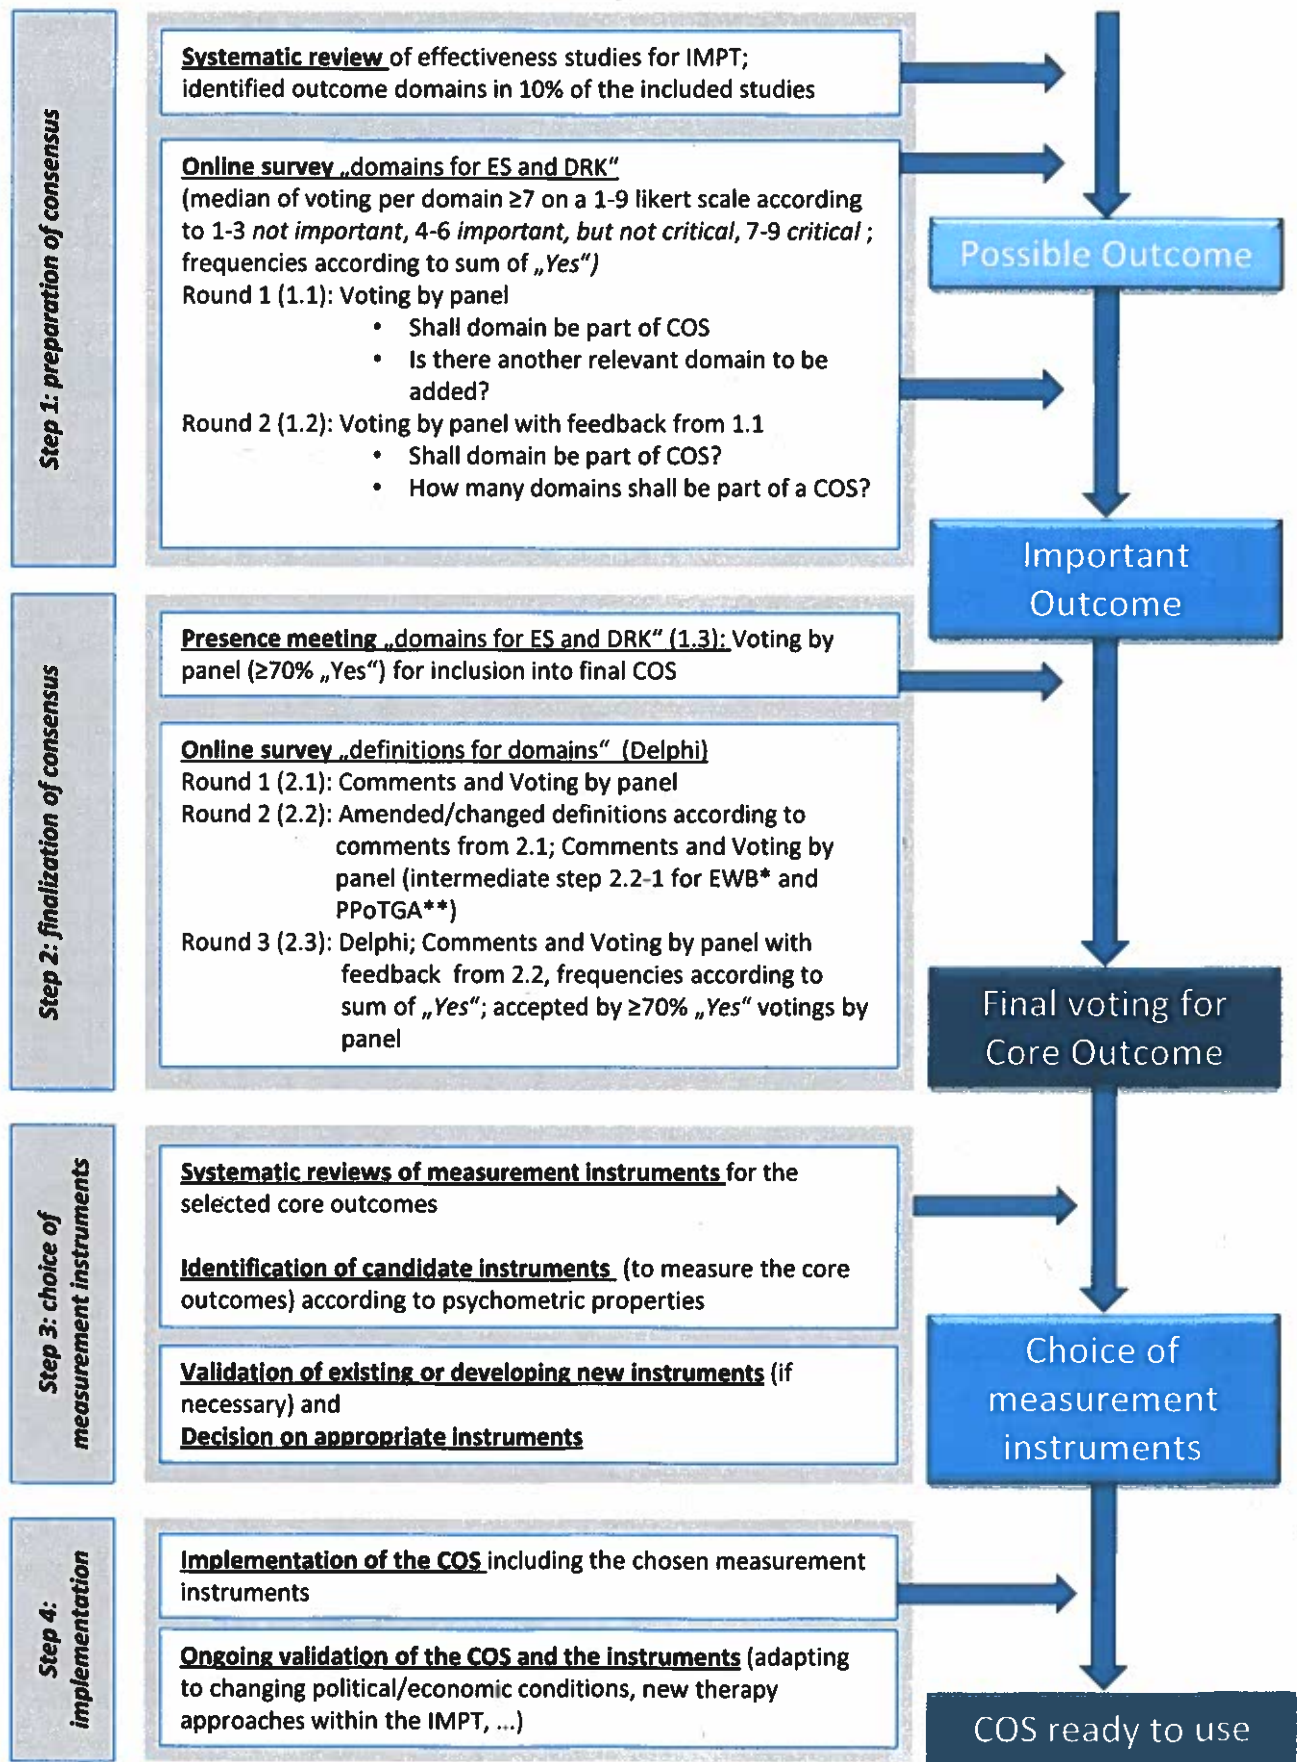 Step 1: preparation of consensus
Systematic review of effectiveness studies for IMPT;
identified outcome domains in 10% of the included studies
Online survey „domains for ES and DRK“
(median of voting per domain ≥7 on a 1-9 likert scale according
to 1-3 not important, 4-6 important, but not critical, 7-9 critical ;
frequencies according to sum of „Yes“)
Round 1 (1.1): Voting by panel
• Shall domain be part of COS
• Is there another relevant domain to be
added?
Round 2 (1.2): Voting by panel with feedback from 1.1
• Shall domain be part of COS?
• How many domains shall be part of a COS?
Possible Outcome
Important
Outcome
Step 2: finalization of consensus
Presence meeting „domains for ES and DRK“ (1.3): Voting by
panel (≥70% „Yes“) for inclusion into final COS
Online survey „definitions for domains“ (Delphi)
Round 1 (2.1): Comments and Voting by panel
Round 2 (2.2): Amended/changed definitions according to
comments from 2.1; Comments and Voting by
panel (intermediate step 2.2-1 for EWB* and
PPoTGA**)
Round 3 (2.3): Delphi; Comments and Voting by panel with
feedback from 2.2, frequencies according to
sum of „Yes“; accepted by ≥70% „Yes“ votings by
panel
Final voting for
Core Outcome
Step 3: choice of
measurement instruments
Systematic reviews of measurement instruments for the
selected core outcomes
Identification of candidate instruments (to measure the core
outcomes) according to psychometric properties
Validation of existing or developing new instruments (if
necessary) and
Decision on appropriate instruments
Choice of
measurement
instruments
Step 4:
implementation
Implementation of the COS including the chosen measurement
instruments
Ongoing validation of the COS and the instruments (adapting
to changing political/economic conditions, new therapy
approaches within the IMPT, ...)
COS ready to use